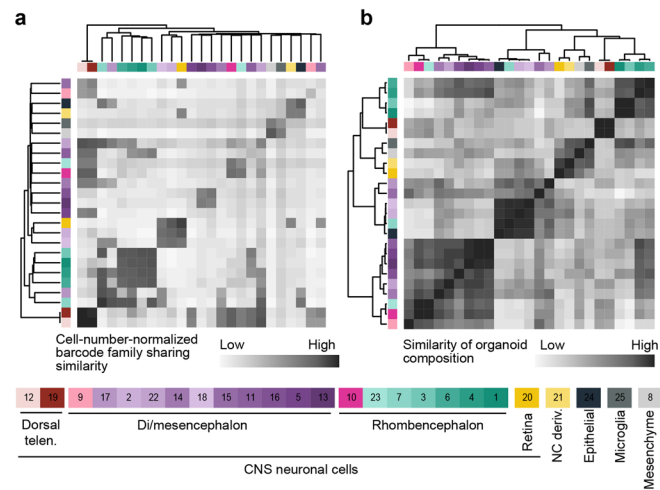 a
b
Cell-number-normalized
barcode family sharing
similarity
Low
High
Similarity of organoid
composition
Low
High
12 19 9 17 2 22 14 18 15 11 16 5 13 10 23 7 3 6 4 1 20 21 24 25 8
Dorsal
telen.
Di/mesencephalon
Rhombencephalon
Retina
NC deriv.
Epithelial
Microglia
Mesenchyme
CNS neuronal cells